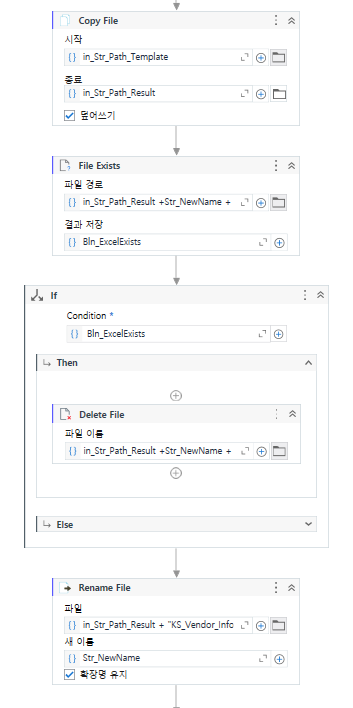 Copy File
시작
in_Str_Path_Template
종료
in_Str_Path_Result
덮어쓰기
File Exists
파일 경로
in_Str_Path_Result +Str_NewName +
결과 저장
Bln_ExcelExists
If
Condition *
Bln_ExcelExists
Then
Delete File
파일 이름
in_Str_Path_Result +Str_NewName +
Else
Rename File
파일
in_Str_Path_Result + "KS_Vendor_Info
새 이름
Str_NewName
확장명 유지